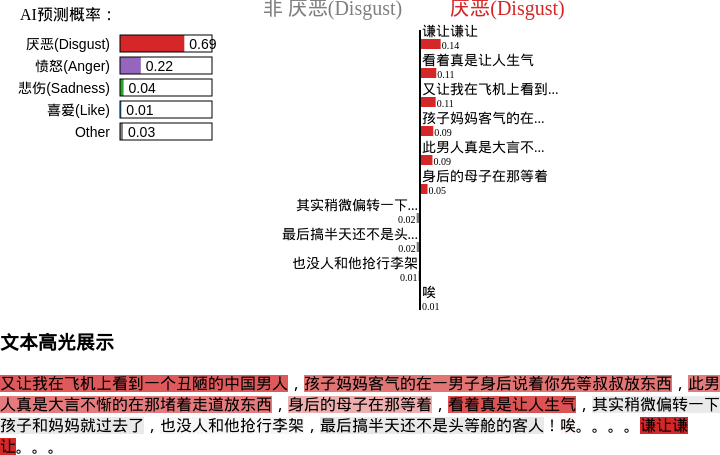 AI预测概率：
厌恶(Disgust) 0.69
愤怒(Anger) 0.22
悲伤(Sadness) 0.04
喜爱(Like) 0.01
Other 0.03
非 厌恶(Disgust) 厌恶(Disgust)
谦让谦让
0.14
看着真是让人生气
0.11
又让我在飞机上看到...
0.11
孩子妈妈客气的在...
0.09
此男人真是大言不...
0.09
身后的母子在那等着
0.05
其实稍微偏转一下...
0.02
最后搞半天还不是头...
0.02
也没人和他抢行李架
0.01
唉
0.01
文本高光展示
又让我在飞机上看到一个丑陋的中国男人，孩子妈妈客气的在一男子身后说着你先等叔叔放东西，此男
人真是大言不惭的在那堵着走道放东西，身后的母子在那等着，看着真是让人生气，其实稍微偏转一下
孩子和妈妈就过去了，也没人和他抢行李架，最后搞半天还不是头等舱的客人！唉。。。。谦让谦
让。。。